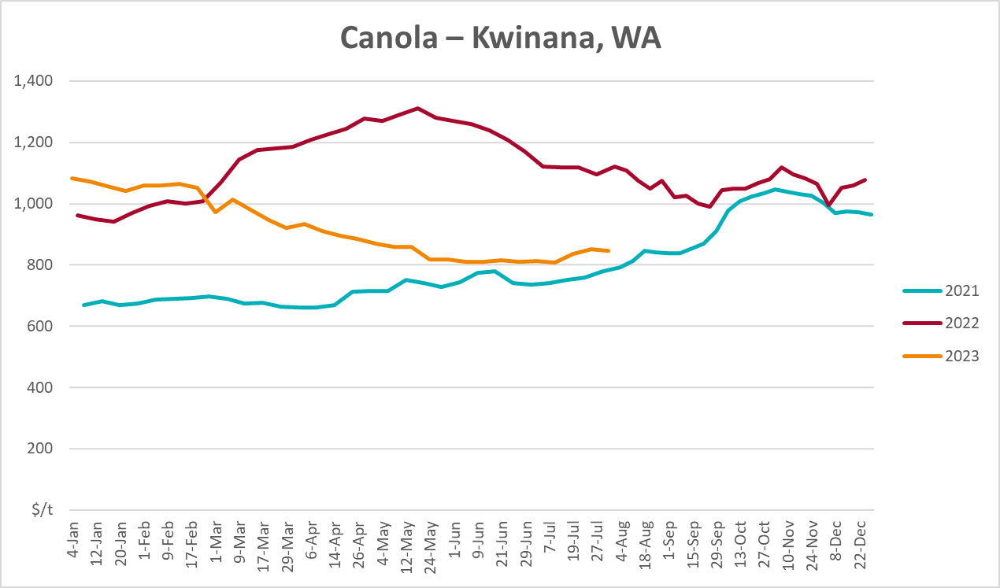 Canola – Kwinana, WA
1,400
1,200
1,000
800
600
400
200
$/t
2021
2022
2023
4-Jan
12-Jan
20-Jan
1-Feb
9-Feb
17-Feb
1-Mar
9-Mar
17-Mar
29-Mar
6-Apr
14-Apr
26-Apr
4-May
12-May
24-May
1-Jun
9-Jun
21-Jun
29-Jun
7-Jul
19-Jul
27-Jul
4-Aug
18-Aug
1-Sep
15-Sep
29-Sep
13-Oct
27-Oct
10-Nov
24-Nov
8-Dec
22-Dec